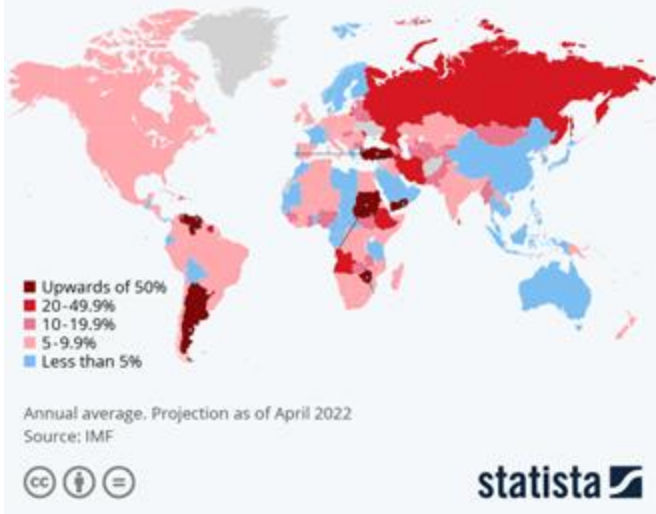 Upwards of 50%
20-49.9%
10-19.9%
5-9.9%
Less than 5%
Annual average. Projection as of April 2022
Source: IMF
cc
statista